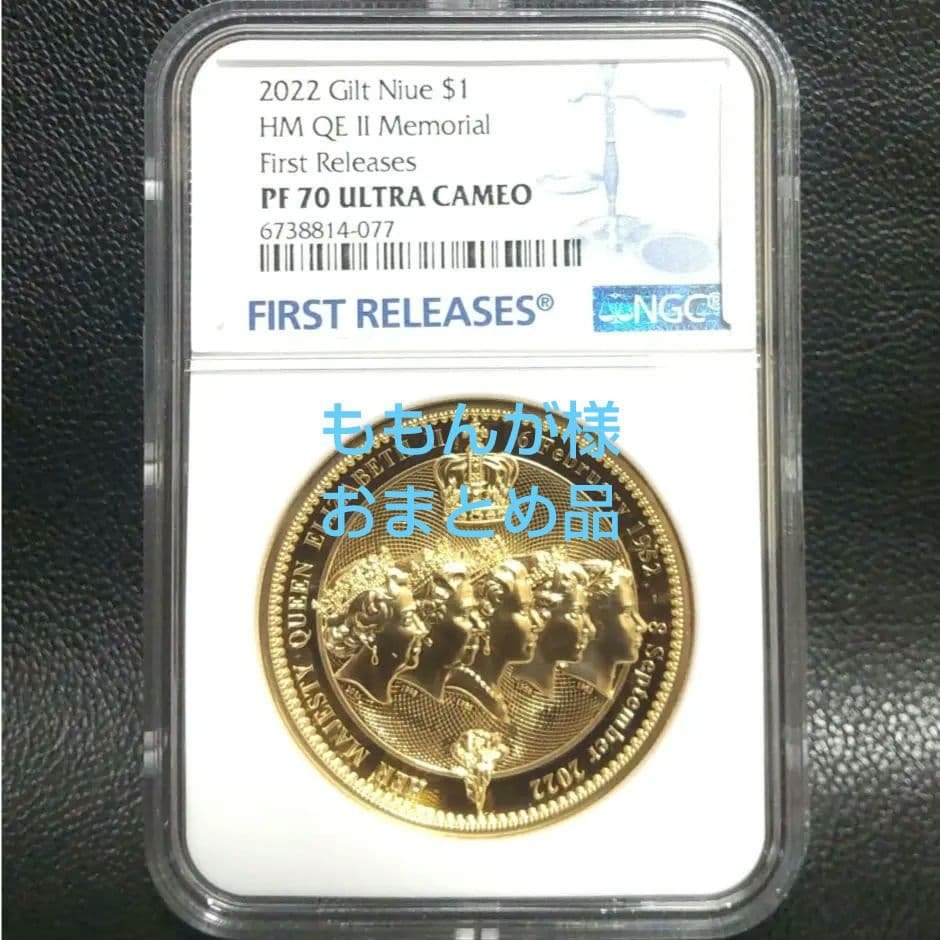 2022 Gilt Niue $1
HM QE II Memorial
First Releases
PF 70 ULTRA CAMEO
6738814-077
FIRST RELEASES®
NGC®
ももんが様
おまとめ品
HER MAJESTY QUEEN ELIZABETH II 6 February 1952 - 8 September 2022